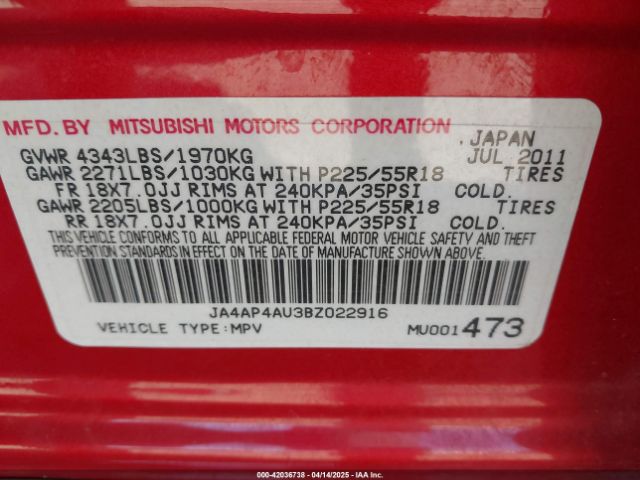 MFD. BY MITSUBISHI MOTORS CORPORATION, JAPAN
GVWR 4343LBS/1970KG JUL 2011
GAWR 2271LBS/1030KG WITH P225/55R18 TIRES
FR 18X7.0JJ RIMS AT 240KPA/35PSI COLD.
GAWR 2205LBS/1000KG WITH P225/55R18 TIRES
RR 18X7.0JJ RIMS AT 240KPA/35PSI COLD.
THIS VEHICLE CONFORMS TO ALL APPLICABLE FEDERAL MOTOR VEHICLE SAFETY AND THEFT
PREVENTION STANDARDS IN EFFECT ON THE DATE OF MANUFACTURE SHOWN ABOVE.
JA4AP4AU3BZ022916
VEHICLE TYPE:MPV MU001473
000-42036738 - 04/14/2025 - IAA Inc.